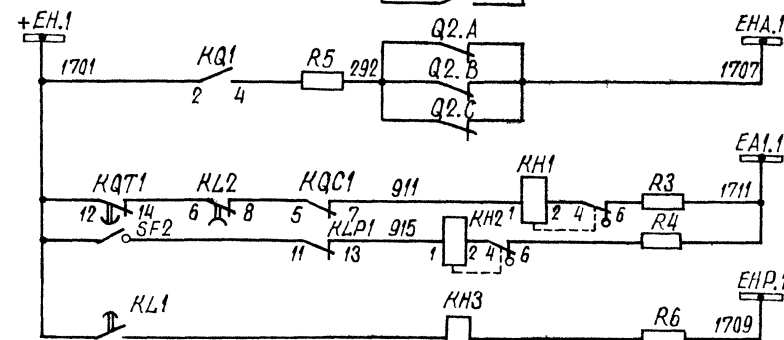 +EH.1
Q2.A
EHA.1
1701
KQ1
R5
292
Q2.B
1707
2 4
Q2.C
EA1.1
KQT1
KL2
KQC1
911
KH1
R3
1711
12 14 6 8 5 7 1 2 4 6
SF2
KLP1
915
KH2
R4
11 13 1 2 4 6
EHP.1
KL1
KH3
R6
1709